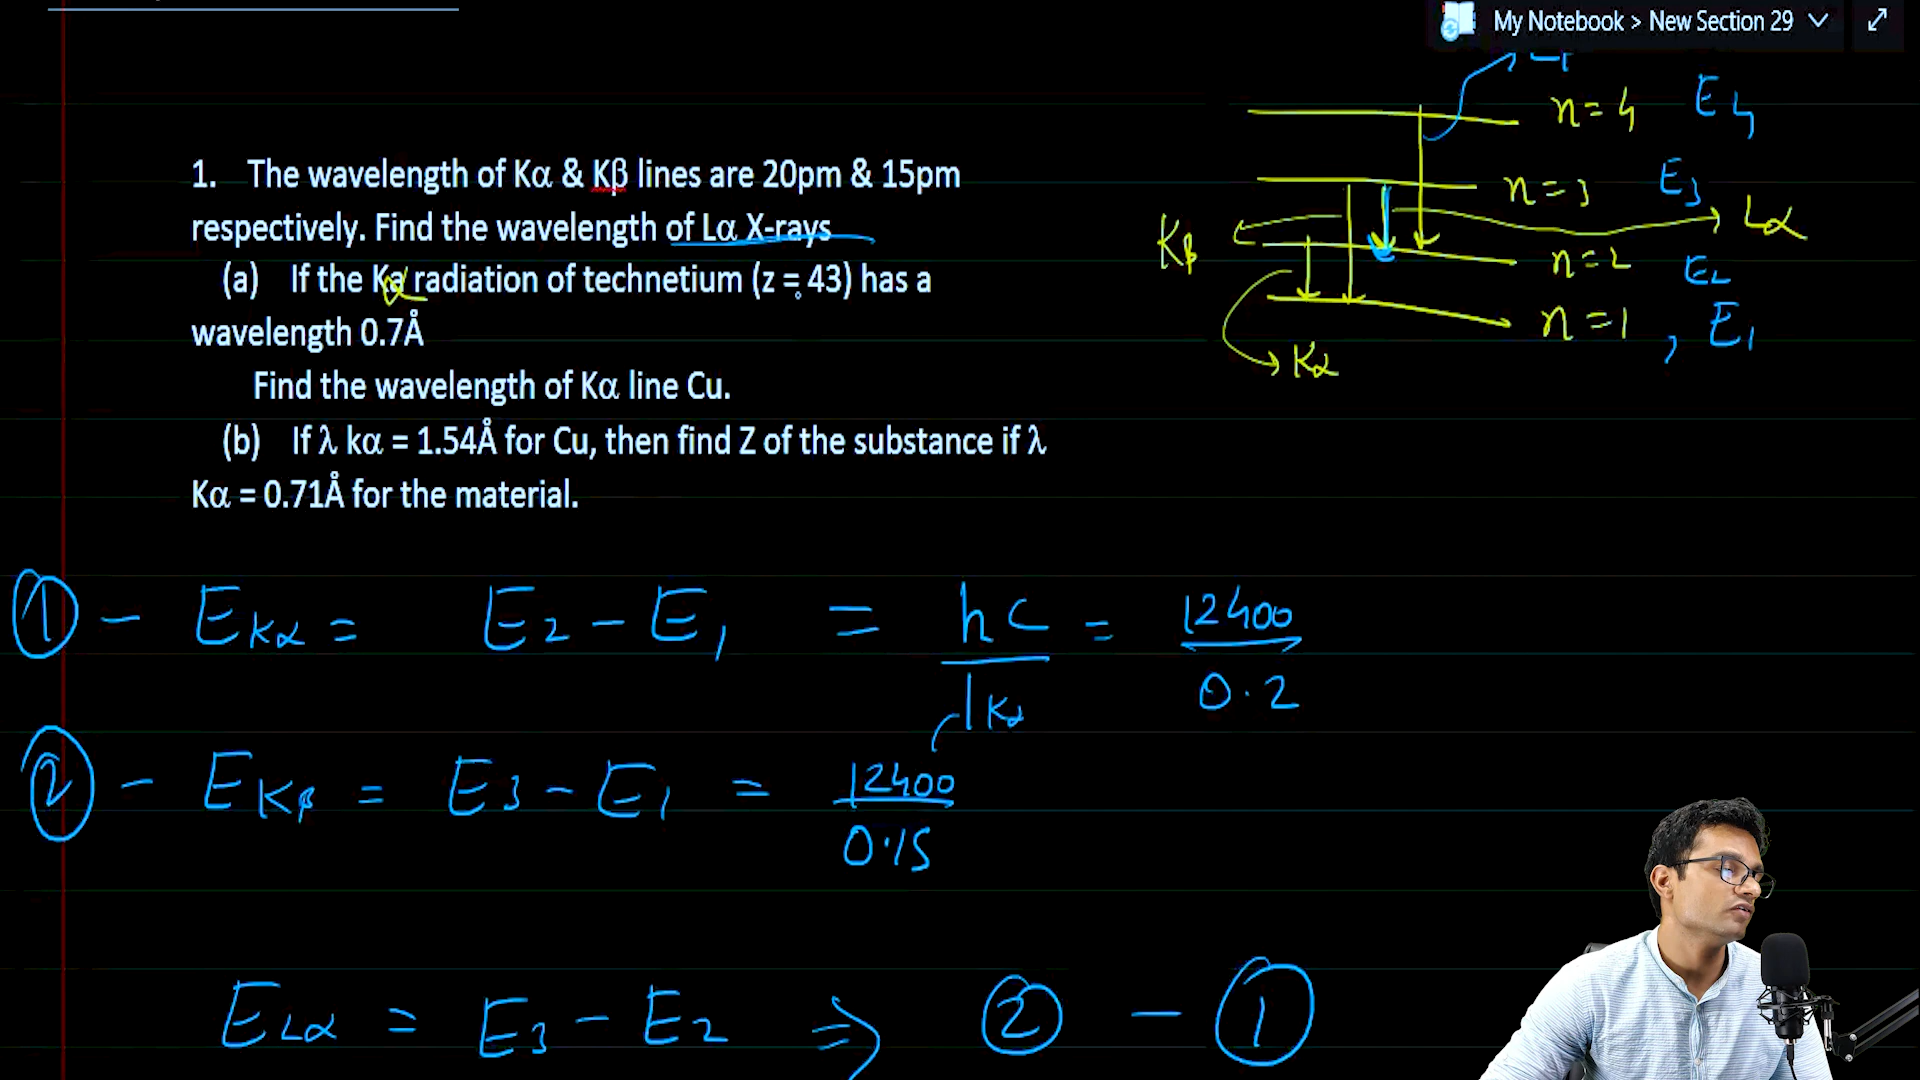 My Notebook > New Section 29
n=4 E4
1. The wavelength of Kα & Kβ lines are 20pm & 15pm
n=3 E3
respectively. Find the wavelength of Lα X-rays
Kβ
Lα
n=2 E2
(a) If the Kα radiation of technetium (z = 43) has a
wavelength 0.7Å
n=1, E1
Kα
Find the wavelength of Kα line Cu.
(b) If λ kα = 1.54Å for Cu, then find Z of the substance if λ
Kα = 0.71Å for the material.
① - EKα = E2 - E1 = hc/λKα = 12400/0.2
② - EKβ = E3 - E1 = 12400/0.15
ELα = E3 - E2 ⇒ ② - ①